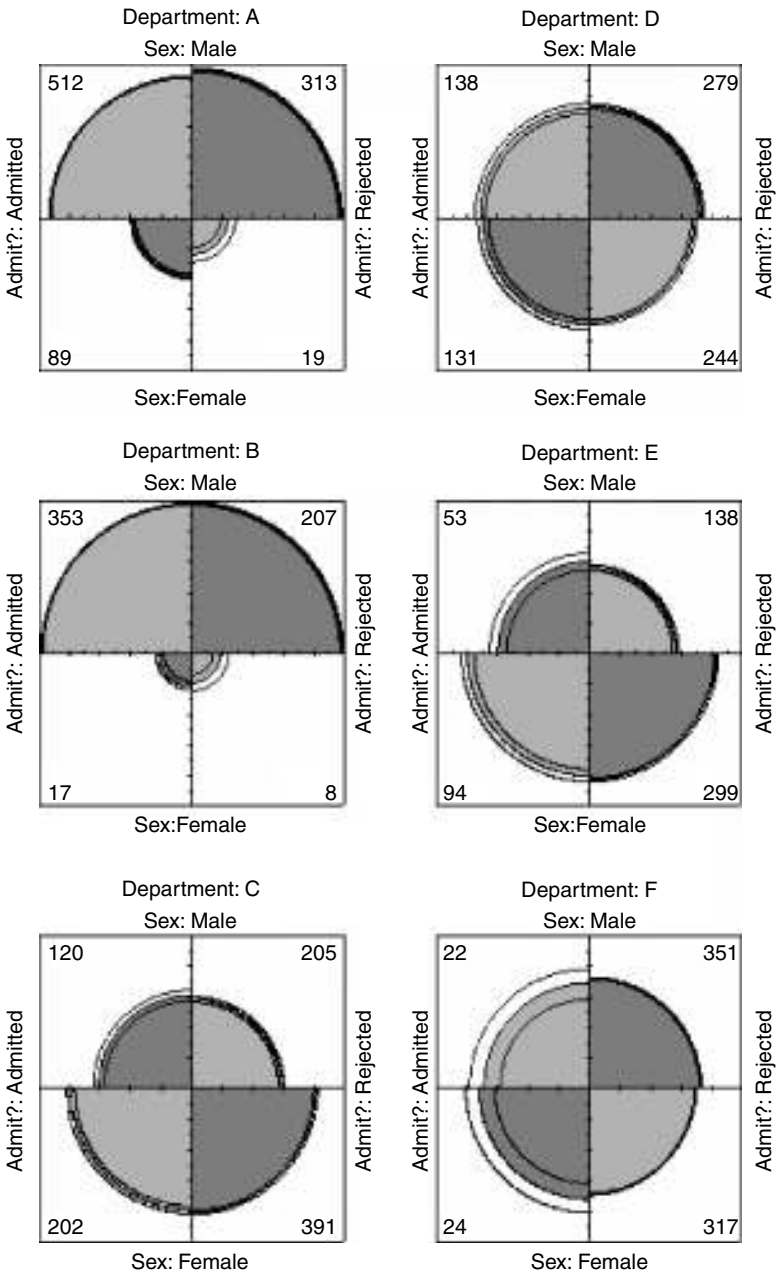 Department: A
Sex: Male
512
313
Admit?: Admitted
Admit?: Rejected
89
19
Sex:Female
Department: D
Sex: Male
138
279
Admit?: Admitted
Admit?: Rejected
131
244
Sex:Female
Department: B
Sex: Male
353
207
Admit?: Admitted
Admit?: Rejected
17
8
Sex:Female
Department: E
Sex: Male
53
138
Admit?: Admitted
Admit?: Rejected
94
299
Sex:Female
Department: C
Sex: Male
120
205
Admit?: Admitted
Admit?: Rejected
202
391
Sex: Female
Department: F
Sex: Male
22
351
Admit?: Admitted
Admit?: Rejected
24
317
Sex: Female